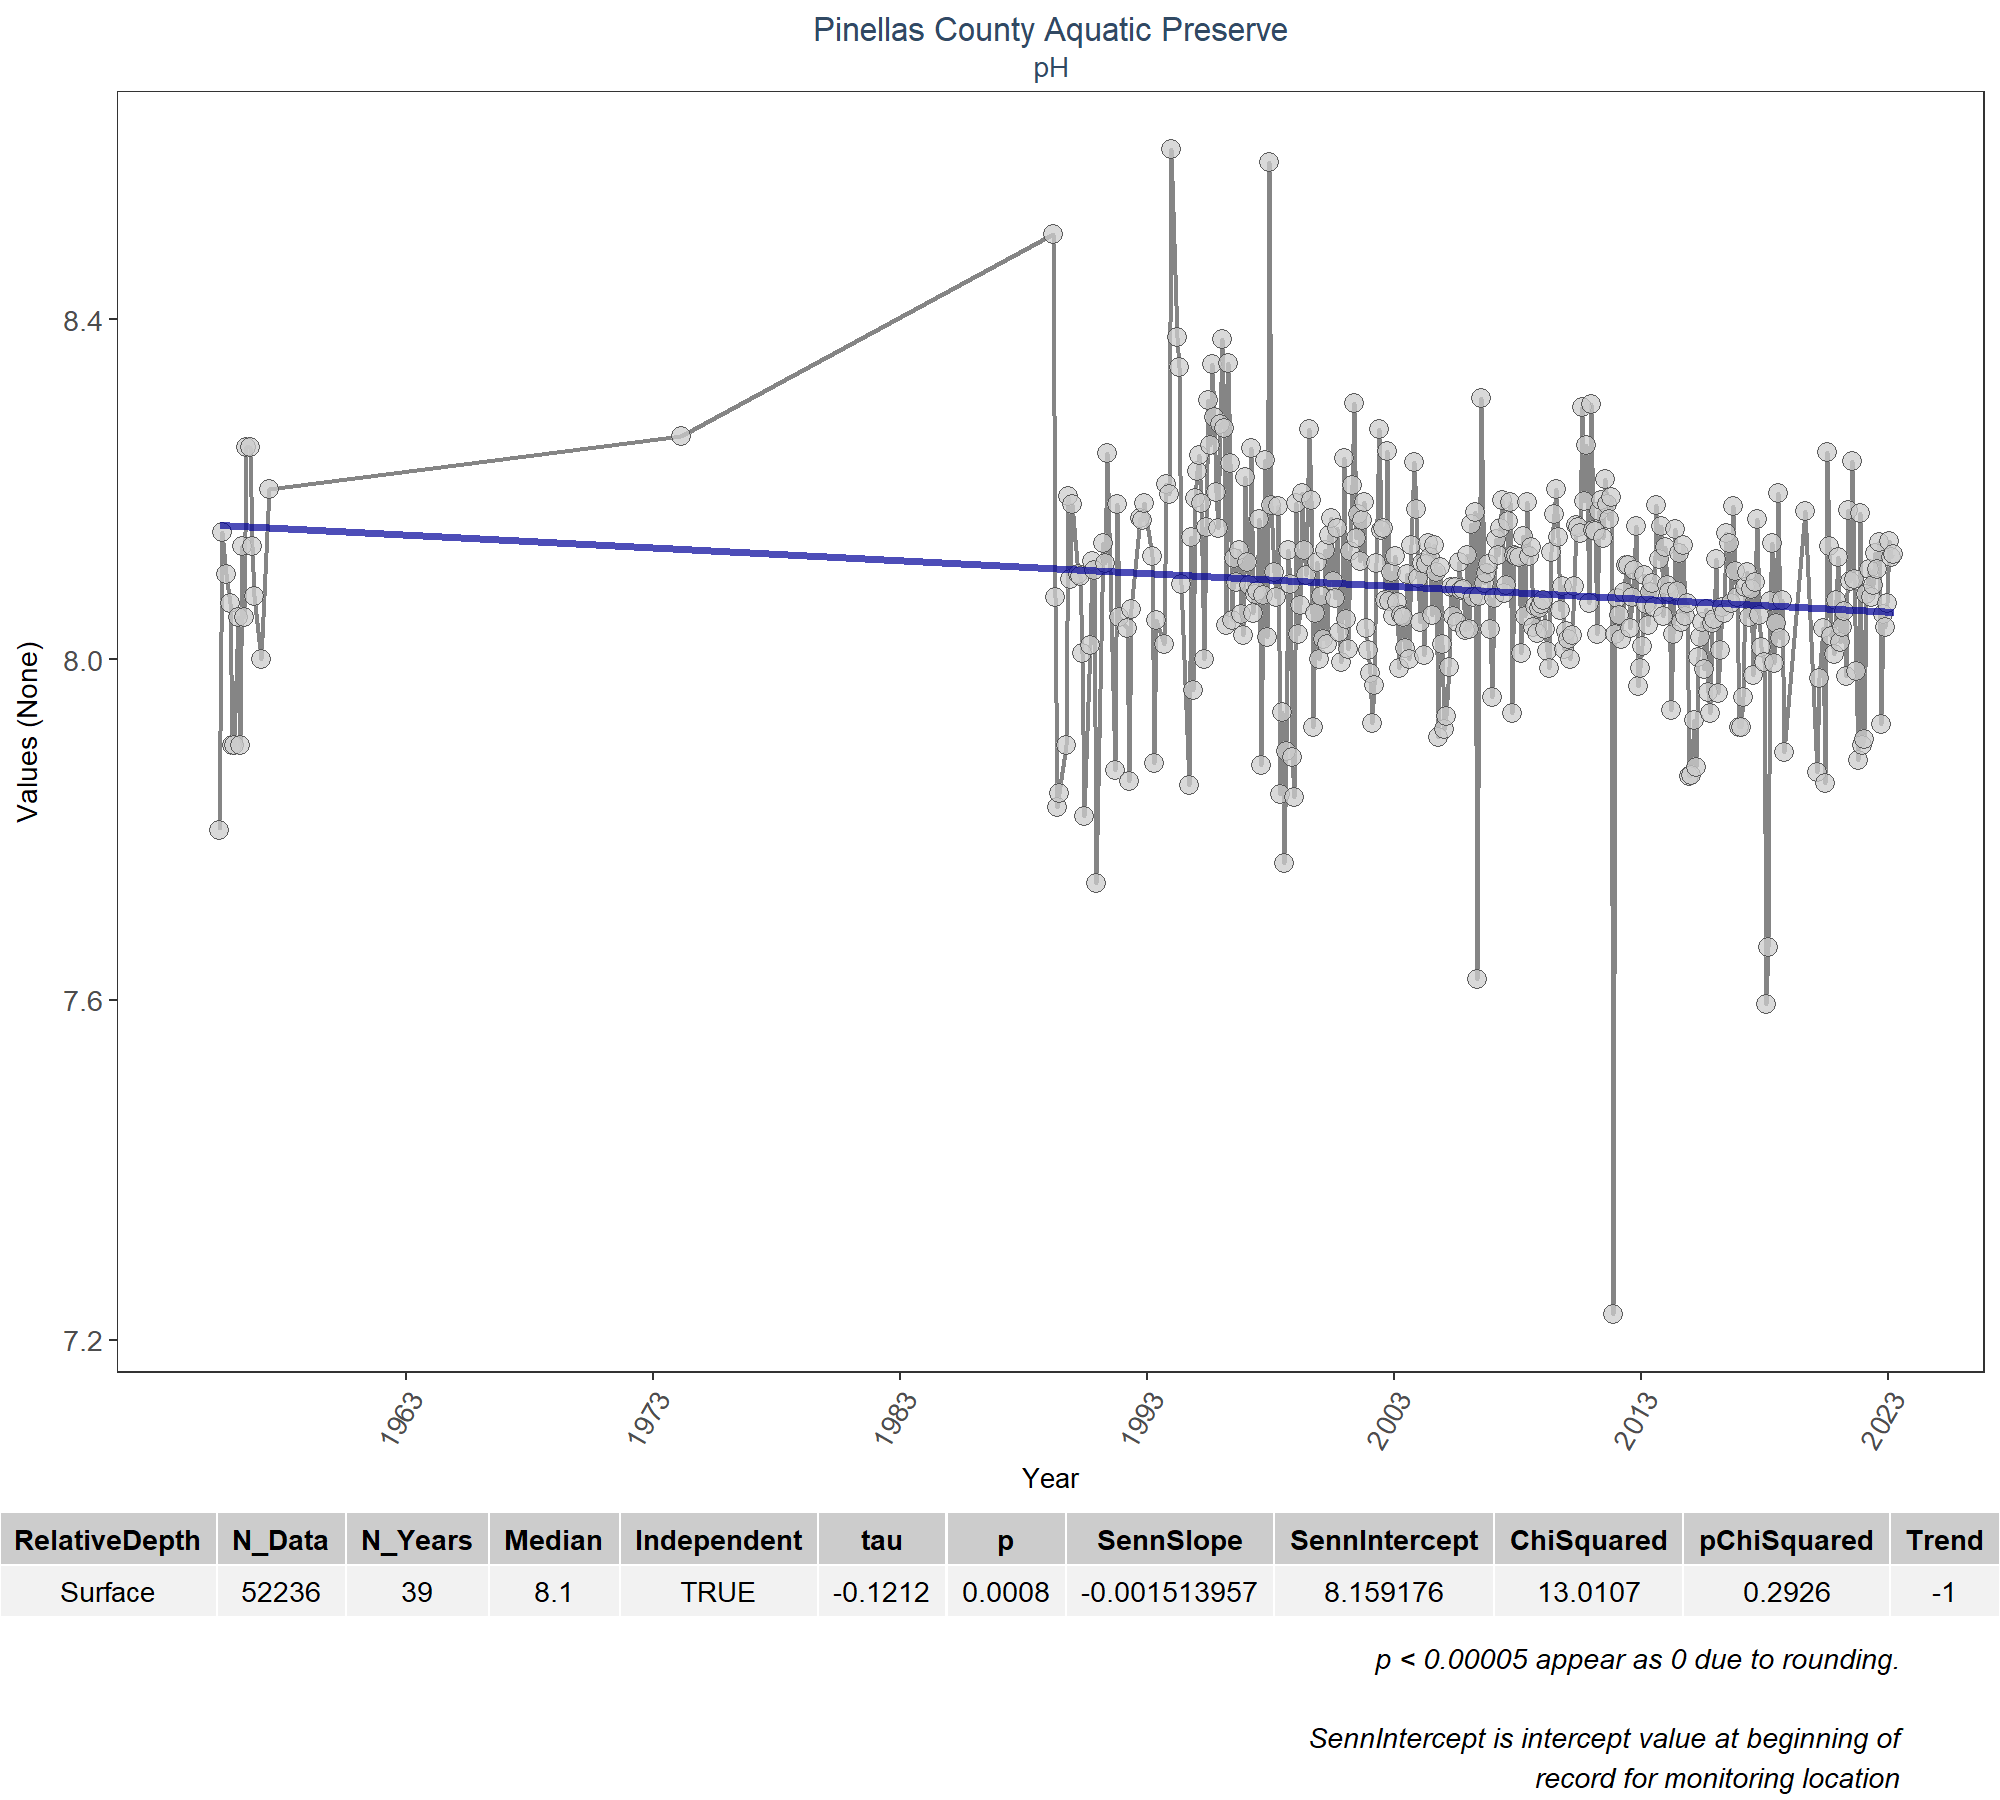 Pinellas County Aquatic Preserve
pH
Values (None)
8.4
8.0
7.6
7.2
1963 1973 1983 1993 2003 2013 2023
Year
RelativeDepth N_Data N_Years Median Independent tau p SennSlope SennIntercept ChiSquared pChiSquared Trend
Surface 52236 39 8.1 TRUE -0.1212 0.0008 -0.001513957 8.159176 13.0107 0.2926 -1
p < 0.00005 appear as 0 due to rounding.
SennIntercept is intercept value at beginning of
record for monitoring location